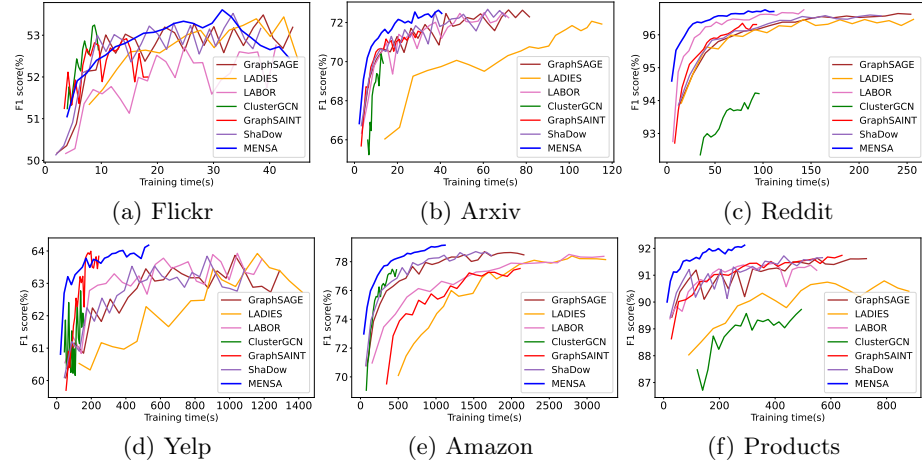 53
52
51
50
F1 score(%)
0
10
20
30
40
Training time(s)
GraphSAGE
LADIES
LABOR
ClusterGCN
GraphSAINT
ShaDow
MENSA
(a) Flickr
72
70
68
66
F1 score(%)
0
20
40
60
80
100
120
Training time(s)
GraphSAGE
LADIES
LABOR
ClusterGCN
GraphSAINT
ShaDow
MENSA
(b) Arxiv
96
95
94
93
F1 score(%)
0
50
100
150
200
250
Training time(s)
GraphSAGE
LADIES
LABOR
ClusterGCN
GraphSAINT
ShaDow
MENSA
(c) Reddit
64
63
62
61
60
F1 score(%)
0
200
400
600
800
1000
1200
1400
Training time(s)
GraphSAGE
LADIES
LABOR
ClusterGCN
GraphSAINT
ShaDow
MENSA
(d) Yelp
78
76
74
72
70
F1 score(%)
0
500
1000
1500
2000
2500
3000
Training time(s)
GraphSAGE
LADIES
LABOR
ClusterGCN
GraphSAINT
ShaDow
MENSA
(e) Amazon
92
91
90
89
88
87
F1 score(%)
0
200
400
600
800
Training time(s)
GraphSAGE
LADIES
LABOR
ClusterGCN
GraphSAINT
ShaDow
MENSA
(f) Products